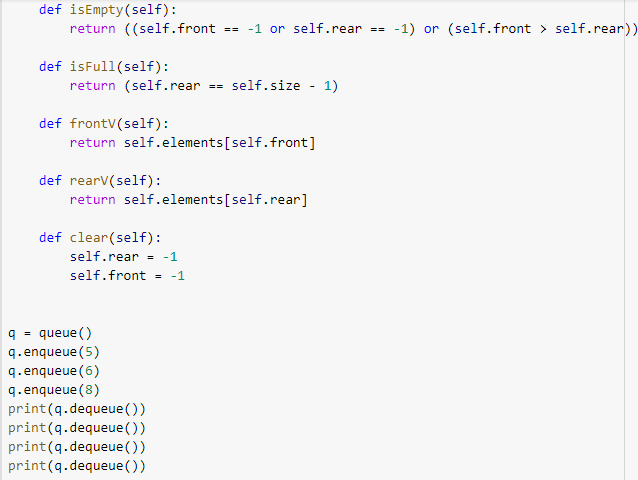 def isEmpty(self):
return ((self.front == -1 or self.rear == -1) or (self.front > self.rear))
def isFull(self):
return (self.rear == self.size - 1)
def frontV(self):
return self.elements[self.front]
def rearV(self):
return self.elements[self.rear]
def clear(self):
self.rear = -1
self.front = -1
q = queue()
q.enqueue(5)
q.enqueue(6)
q.enqueue(8)
print(q.dequeue())
print(q.dequeue())
print(q.dequeue())
print(q.dequeue())